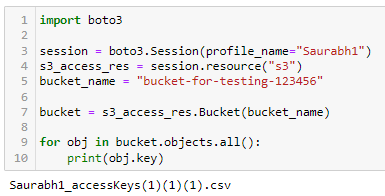 1 import boto3
2
3 session = boto3.Session(profile_name="Saurabh1")
4 s3_access_res = session.resource("s3")
5 bucket_name = "bucket-for-testing-123456"
6
7 bucket = s3_access_res.Bucket(bucket_name)
8
9 for obj in bucket.objects.all():
10     print(obj.key)
Saurabh1_accessKeys(1)(1)(1).csv